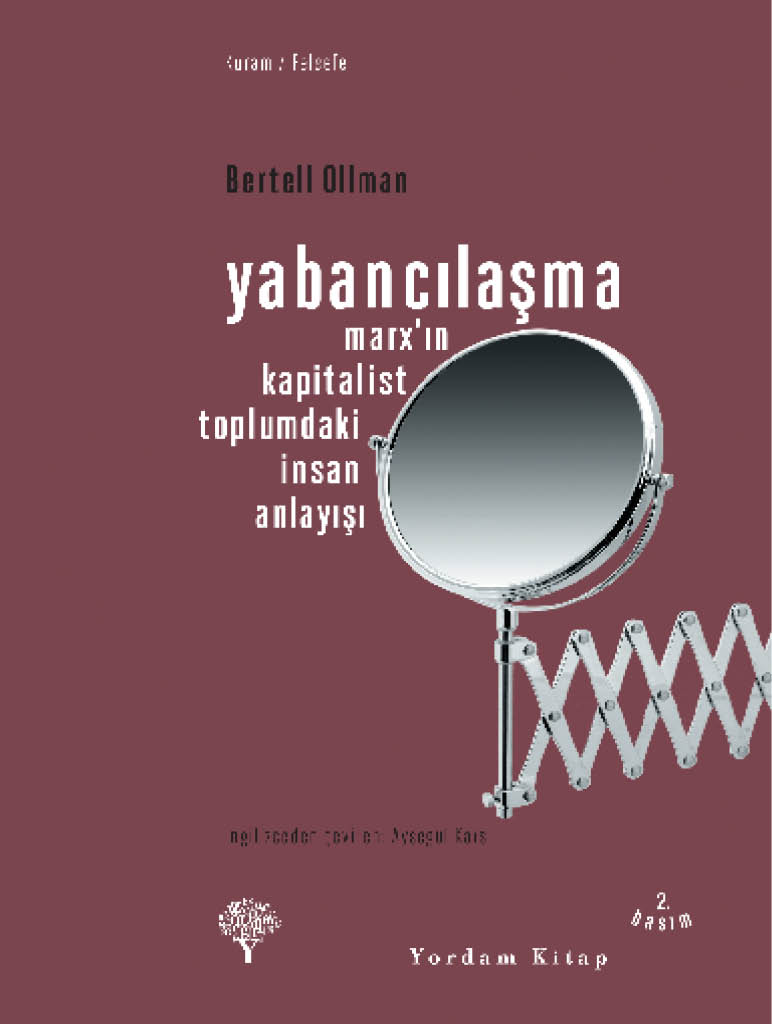 Kuram / Felsefe
Bertell Ollman
yabancılaşma
marx'ın
kapitalist
toplumdaki
insan
anlayışı
İngilizceden çeviren: Ayşegül Kars
2.
basım
Yordam Kitap